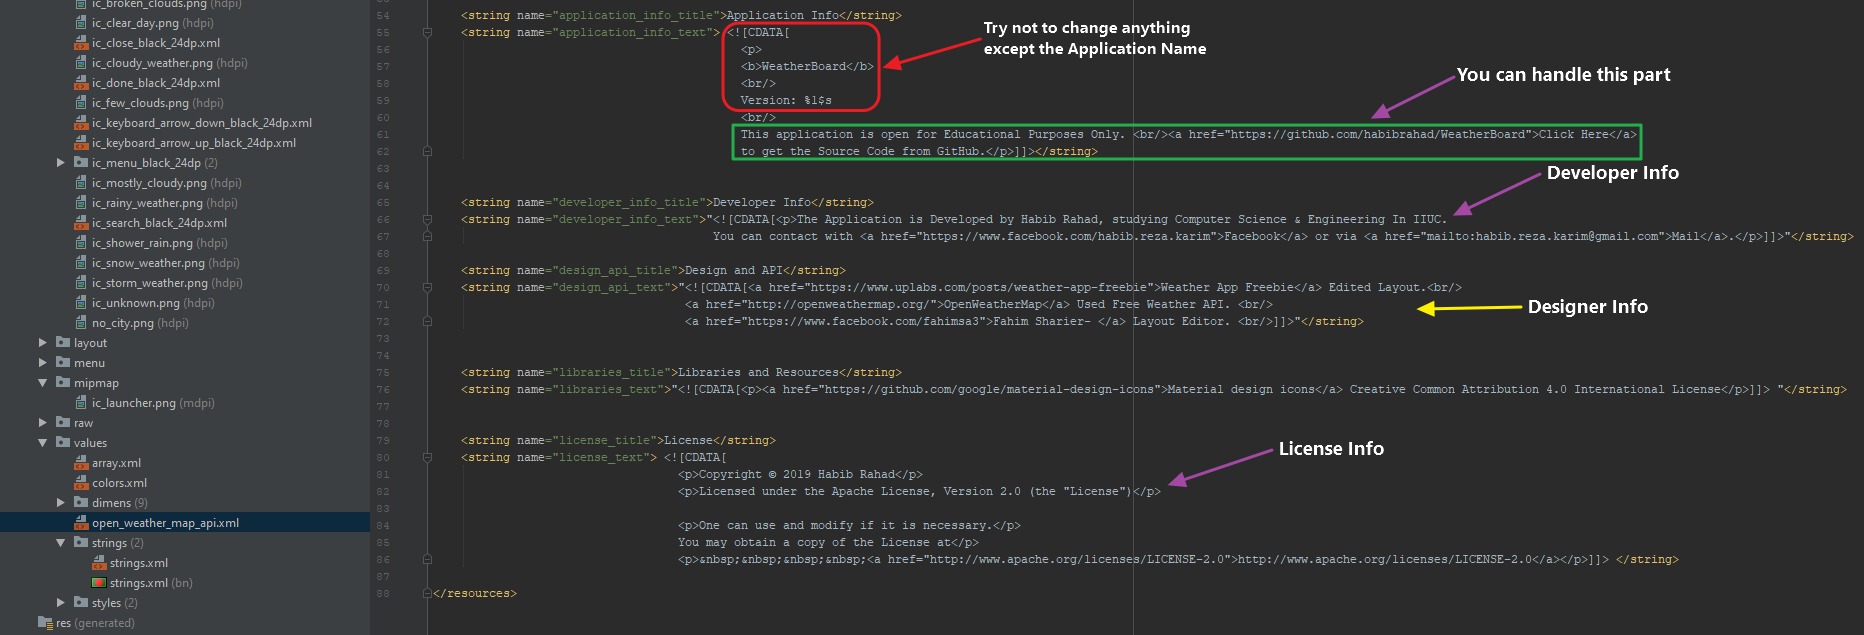 ic_broken_clouds.png (hdpi)
ic_clear_day.png (hdpi)
ic_close_black_24dp.xml
ic_cloudy_weather.png (hdpi)
ic_done_black_24dp.xml
ic_few_clouds.png (hdpi)
ic_keyboard_arrow_down_black_24dp.xml
ic_keyboard_arrow_up_black_24dp.xml
ic_menu_black_24dp (2)
ic_mostly_cloudy.png (hdpi)
ic_rainy_weather.png (hdpi)
ic_search_black_24dp.xml
ic_shower_rain.png (hdpi)
ic_snow_weather.png (hdpi)
ic_storm_weather.png (hdpi)
ic_unknown.png (hdpi)
no_city.png (hdpi)
layout
menu
mipmap
ic_launcher.png (mdpi)
raw
values
array.xml
colors.xml
dimens (9)
open_weather_map_api.xml
strings (2)
strings.xml
strings.xml (bn)
styles (2)
res (generated)
54 <string name="application_info_title">Application Info</string>
55 <string name="application_info_text"> <![CDATA[
56 <p>
57 <b>WeatherBoard</b>
58 <br/>
59 Version: %1$s
60 <br/>
61 This application is open for Educational Purposes Only. <br/><a href="https://github.com/habibrahad/WeatherBoard">Click Here</a>
62 to get the Source Code from GitHub.</p>]]></string>
63
64
65 <string name="developer_info_title">Developer Info</string>
66 <string name="developer_info_text">"<![CDATA[<p>The Application is Developed by Habib Rahad, studying Computer Science & Engineering In IIUC.
67 You can contact with <a href="https://www.facebook.com/habib.reza.karim">Facebook</a> or via <a href="mailto:habib.reza.karim@gmail.com">Mail</a>.</p>]]>"</string>
68
69 <string name="design_api_title">Design and API</string>
70 <string name="design_api_text">"<![CDATA[<a href="https://www.uplabs.com/posts/weather-app-freebie">Weather App Freebie</a> Edited Layout.<br/>
71 <a href="http://openweathermap.org/">OpenWeatherMap</a> Used Free Weather API. <br/>
72 <a href="https://www.facebook.com/fahimsa3">Fahim Sharier- </a> Layout Editor. <br/>]]>"</string>
73
74
75 <string name="libraries_title">Libraries and Resources</string>
76 <string name="libraries_text">"<![CDATA[<p><a href="https://github.com/google/material-design-icons">Material design icons</a> Creative Common Attribution 4.0 International License</p>]]> "</string>
77
78
79 <string name="license_title">License</string>
80 <string name="license_text"> <![CDATA[
81 <p>Copyright © 2019 Habib Rahad</p>
82 <p>Licensed under the Apache License, Version 2.0 (the "License")</p>
83
84 <p>One can use and modify if it is necessary.</p>
85 You may obtain a copy of the License at</p>
86 <p>&nbsp;&nbsp;&nbsp;&nbsp;<a href="http://www.apache.org/licenses/LICENSE-2.0">http://www.apache.org/licenses/LICENSE-2.0</a></p>]]> </string>
87
88 </resources>
Try not to change anything
except the Application Name
You can handle this part
Developer Info
Designer Info
License Info